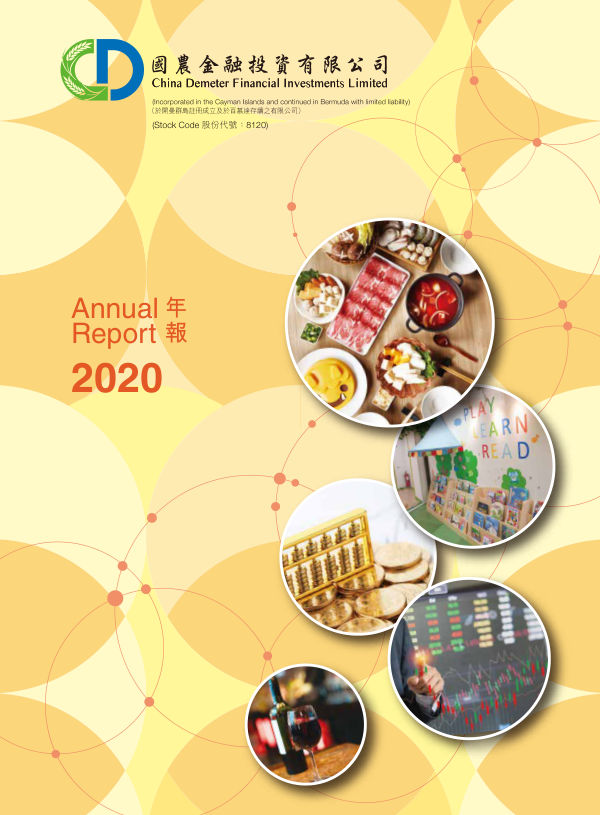 國農金融投資有限公司
China Demeter Financial Investments Limited
(Incorporated in the Cayman Islands and continued in Bermuda with limited liability)
(於開曼群島註冊成立及於百慕達存續之有限公司)
(Stock Code 股份代號：8120)
Annual 年
Report 報
2020
PLAY
LEARN
READ